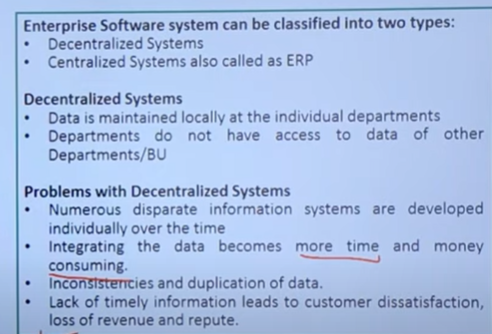 Enterprise Software system can be classified into two types:
• Decentralized Systems
• Centralized Systems also called as ERP
Decentralized Systems
• Data is maintained locally at the individual departments
• Departments do not have access to data of other
Departments/BU
Problems with Decentralized Systems
• Numerous disparate information systems are developed
individually over the time
• Integrating the data becomes more time and money
consuming.
• Inconsistencies and duplication of data.
• Lack of timely information leads to customer dissatisfaction,
loss of revenue and repute.